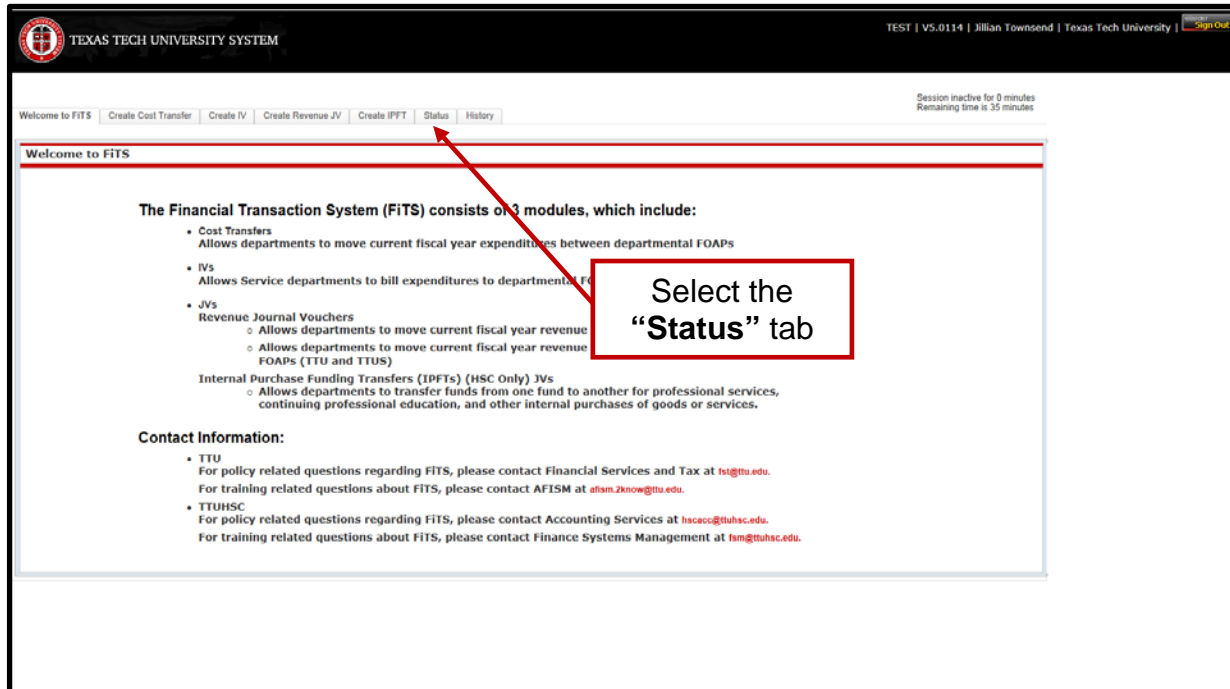 TEXAS TECH UNIVERSITY SYSTEM
TEST | V5.0114 | Jillian Townsend | Texas Tech University |
Sign Out
Session inactive for 0 minutes
Remaining time is 35 minutes
Welcome to FiTS | Create Cost Transfer | Create IV | Create Revenue JV | Create IPFT | Status | History
Welcome to FiTS
The Financial Transaction System (FiTS) consists of 3 modules, which include:
• Cost Transfers
Allows departments to move current fiscal year expenditures between departmental FOAPs
• IVs
Allows Service departments to bill expenditures to departmental
Select the
“Status” tab
• JVs
Revenue Journal Vouchers
○ Allows departments to move current fiscal year revenue
○ Allows departments to move current fiscal year revenue
FOAPs (TTU and TTUS)
Internal Purchase Funding Transfers (IPFTs) (HSC Only) JVs
○ Allows departments to transfer funds from one fund to another for professional services,
continuing professional education, and other internal purchases of goods or services.
Contact Information:
• TTU
For policy related questions regarding FiTS, please contact Financial Services and Tax at fst@ttu.edu.
For training related questions about FiTS, please contact AFISM at afism.2know@ttu.edu.
• TTUHSC
For policy related questions regarding FiTS, please contact Accounting Services at hscacc@ttuhsc.edu.
For training related questions about FiTS, please contact Finance Systems Management at fsm@ttuhsc.edu.